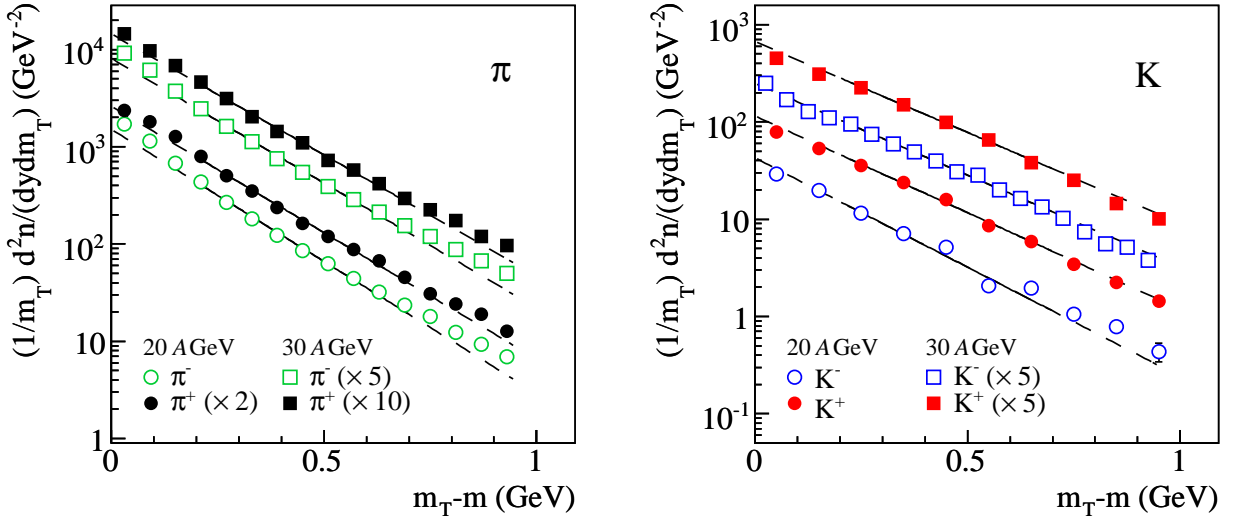 (1/m_T) d²n/(dydm_T) (GeV⁻²)
π
10⁴
10³
10²
10
1
20 A GeV 30 A GeV
π⁻ π⁻ (× 5)
π⁺ (× 2) π⁺ (× 10)
0 0.5 1
m_T-m (GeV)
(1/m_T) d²n/(dydm_T) (GeV⁻²)
K
10³
10²
10
1
10⁻¹
20 A GeV 30 A GeV
K⁻ K⁻ (× 5)
K⁺ K⁺ (× 5)
0 0.5 1
m_T-m (GeV)